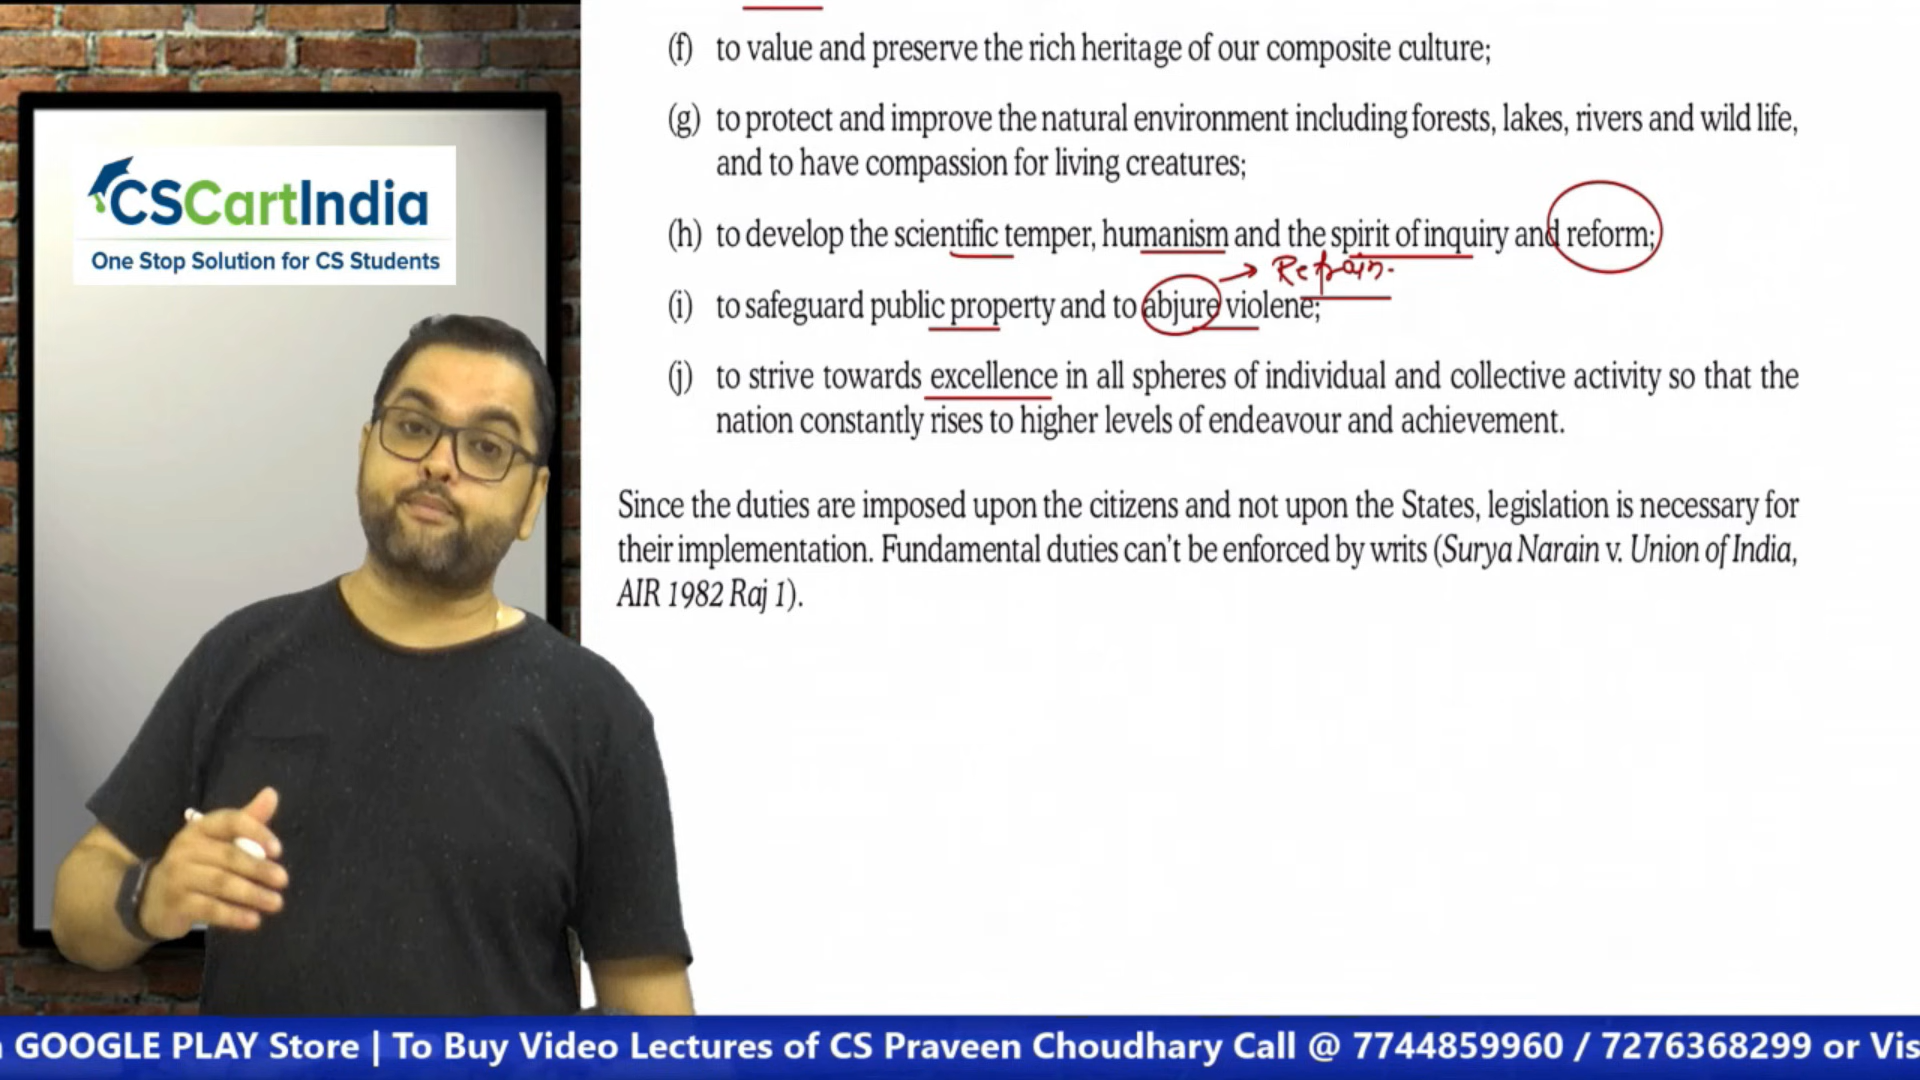 CSCartIndia
One Stop Solution for CS Students
(f) to value and preserve the rich heritage of our composite culture;
(g) to protect and improve the natural environment including forests, lakes, rivers and wild life,
and to have compassion for living creatures;
(h) to develop the scientific temper, humanism and the spirit of inquiry and reform;
Refrain.
(i) to safeguard public property and to abjure violene;
(j) to strive towards excellence in all spheres of individual and collective activity so that the
nation constantly rises to higher levels of endeavour and achievement.
Since the duties are imposed upon the citizens and not upon the States, legislation is necessary for
their implementation. Fundamental duties can't be enforced by writs (Surya Narain v. Union of India,
AIR 1982 Raj 1).
GOOGLE PLAY Store | To Buy Video Lectures of CS Praveen Choudhary Call @ 7744859960 / 7276368299 or Vis